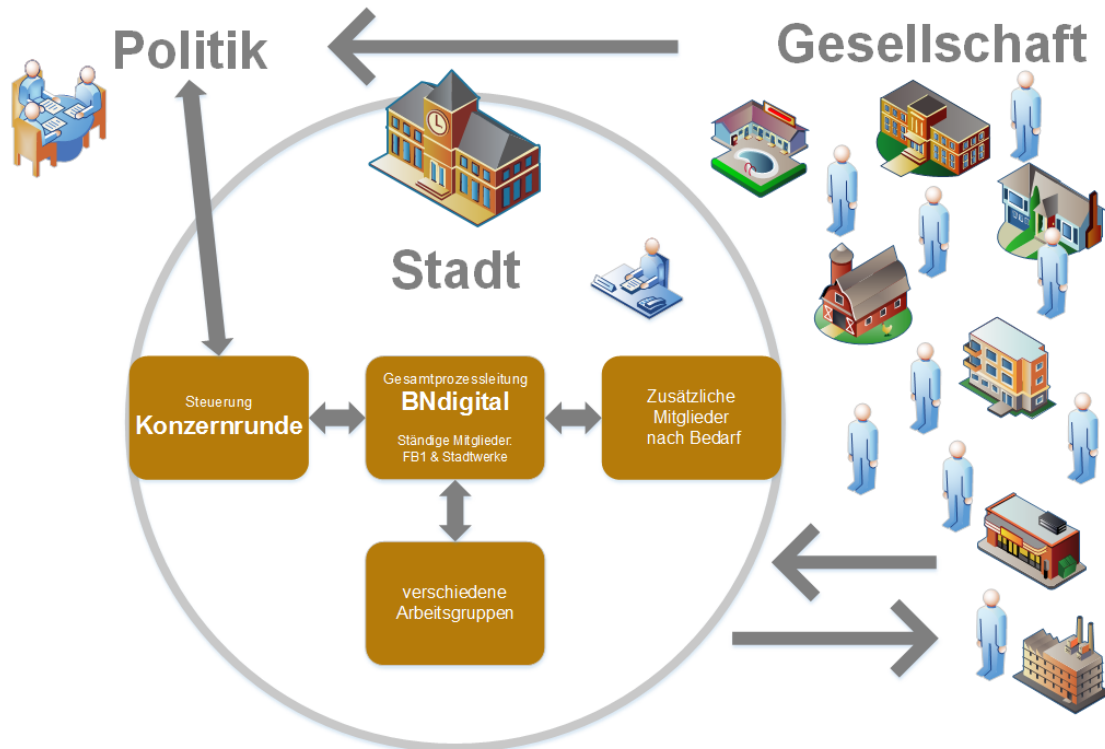 Politik
Gesellschaft
Stadt
Steuerung
Konzernrunde
Gesamtprozessleitung
BNdigital
Ständige Mitglieder:
FB1 & Stadtwerke
Zusätzliche
Mitglieder
nach Bedarf
verschiedene
Arbeitsgruppen